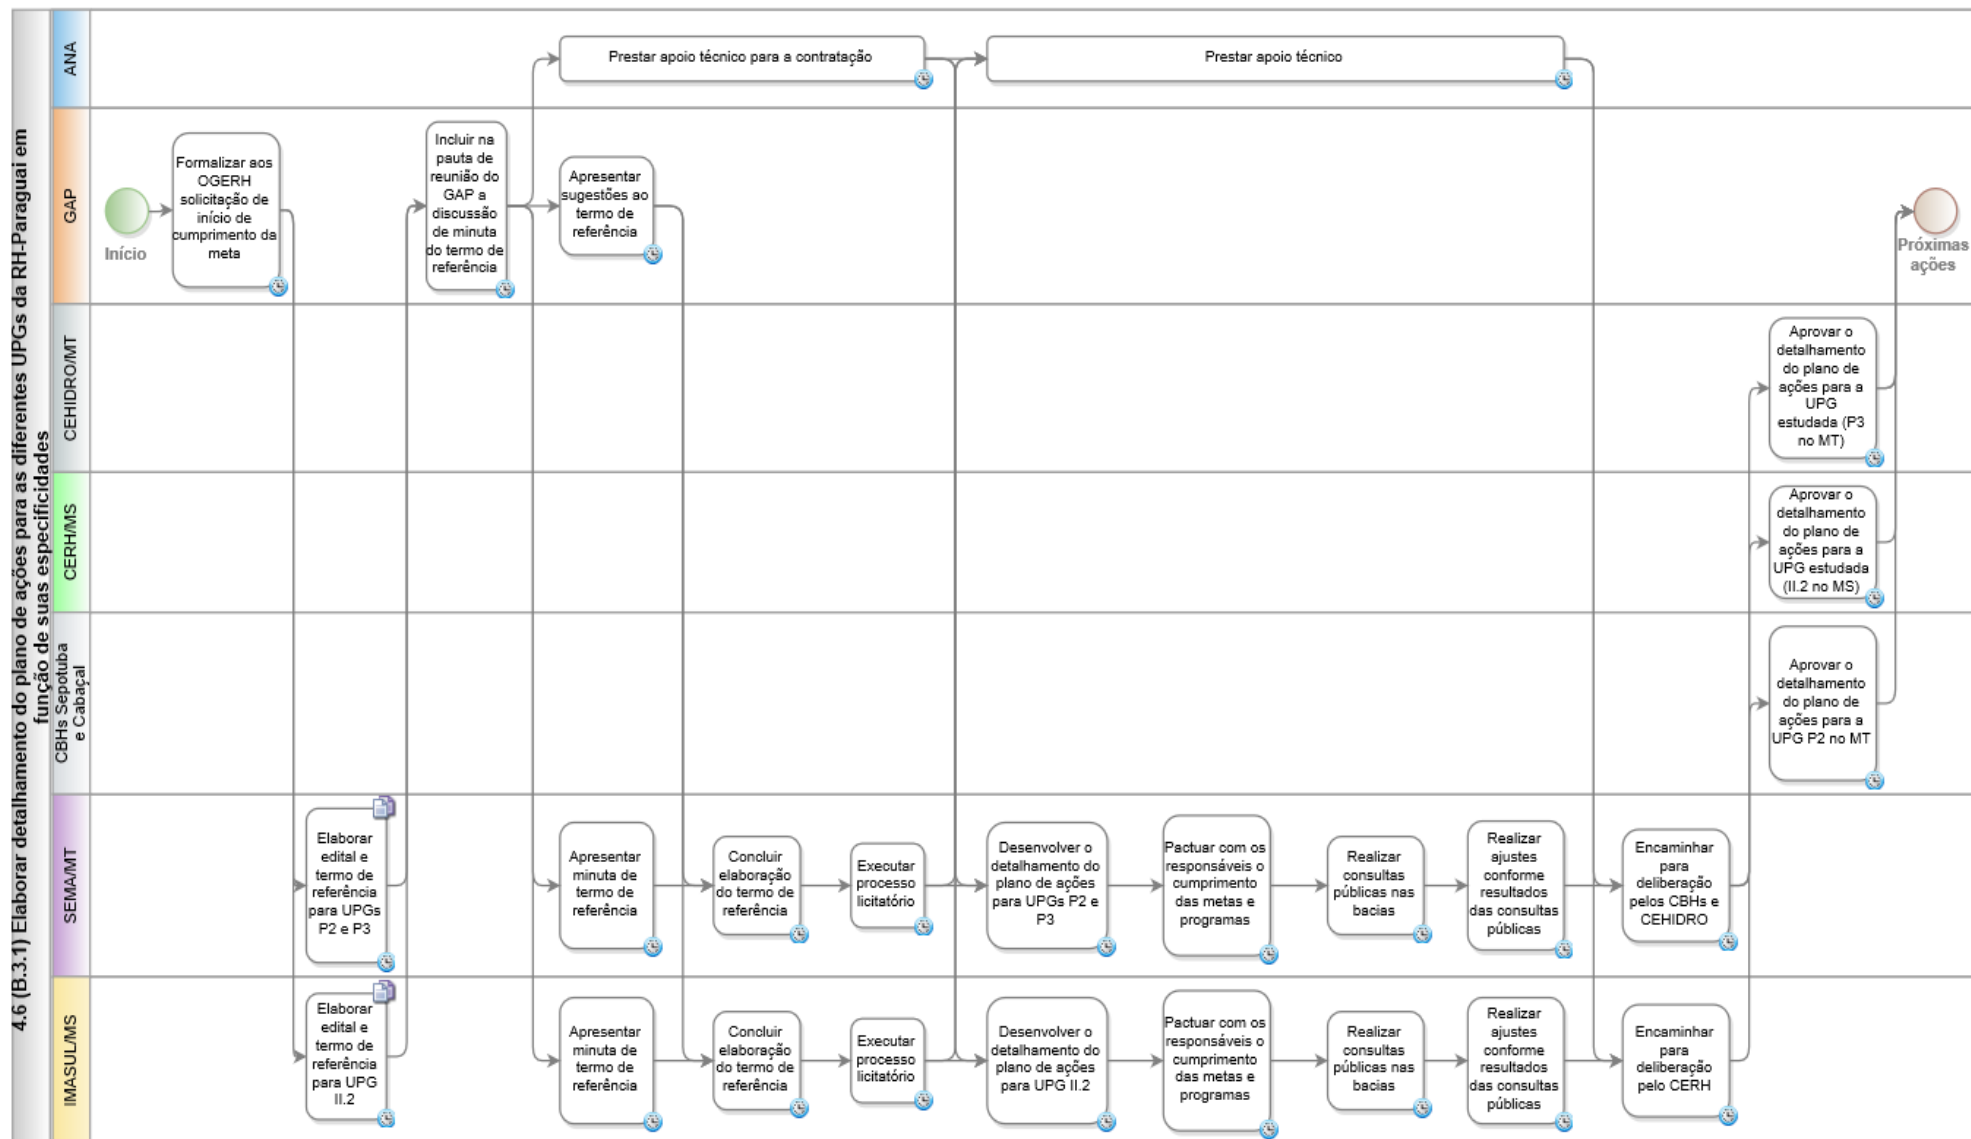 4.6 (B.3.1) Elaborar detalhamento do plano de ações para as diferentes UPGs da RH-Paraguai em
função de suas especificidades
ANA
Prestar apoio técnico para a contratação
Prestar apoio técnico
GAP
Início
Formalizar aos
OGERH
solicitação de
início de
cumprimento da
meta
Incluir na
pauta de
reunião do
GAP a
discussão
de minuta
do termo de
referência
Apresentar
sugestões ao
termo de
referência
Próximas
ações
CEHIDRO/MT
Aprovar o
detalhamento
do plano de
ações para a
UPG
estudada (P3
no MT)
CERH/MS
Aprovar o
detalhamento
do plano de
ações para a
UPG estudada
(II.2 no MS)
CBHs Sepotuba
e Cabaçal
Aprovar o
detalhamento
do plano de
ações para a
UPG P2 no MT
SEMA/MT
Elaborar
edital e
termo de
referência
para UPGs
P2 e P3
Apresentar
minuta de
termo de
referência
Concluir
elaboração
do termo de
referência
Executar
processo
licitatório
Desenvolver o
detalhamento do
plano de ações
para UPGs P2 e
P3
Pactuar com os
responsáveis o
cumprimento
das metas e
programas
Realizar
consultas
públicas nas
bacias
Realizar
ajustes
conforme
resultados
das consultas
públicas
Encaminhar
para
deliberação
pelos CBHs e
CEHIDRO
IMASUL/MS
Elaborar
edital e
termo de
referência
para UPG
II.2
Apresentar
minuta de
termo de
referência
Concluir
elaboração
do termo de
referência
Executar
processo
licitatório
Desenvolver o
detalhamento do
plano de ações
para UPG II.2
Pactuar com os
responsáveis o
cumprimento
das metas e
programas
Realizar
consultas
públicas nas
bacias
Realizar
ajustes
conforme
resultados
das consultas
públicas
Encaminhar
para
deliberação
pelo CERH